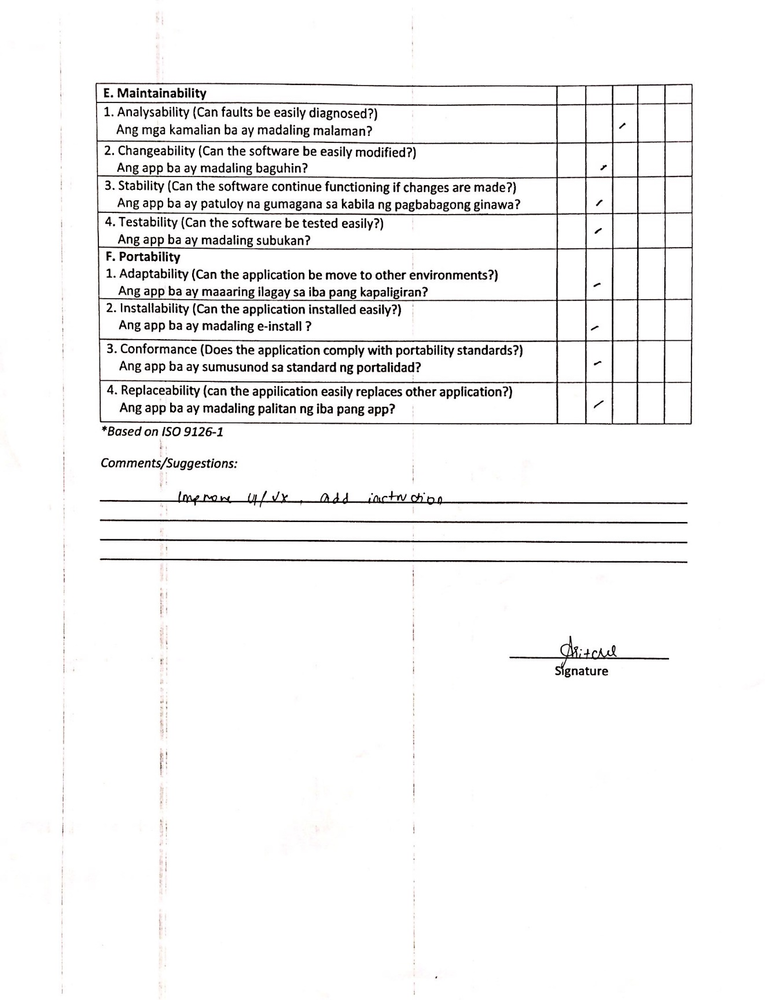 E. Maintainability
1. Analysability (Can faults be easily diagnosed?)
Ang mga kamalian ba ay madaling malaman?
2. Changeability (Can the software be easily modified?)
Ang app ba ay madaling baguhin?
3. Stability (Can the software continue functioning if changes are made?)
Ang app ba ay patuloy na gumagana sa kabila ng pagbabagong ginawa?
4. Testability (Can the software be tested easily?)
Ang app ba ay madaling subukan?
F. Portability
1. Adaptability (Can the application be move to other environments?)
Ang app ba ay maaaring ilagay sa iba pang kapaligiran?
2. Installability (Can the application installed easily?)
Ang app ba ay madaling e-install ?
3. Conformance (Does the application comply with portability standards?)
Ang app ba ay sumusunod sa standard ng portalidad?
4. Replaceability (can the appilication easily replaces other application?)
Ang app ba ay madaling palitan ng iba pang app?
*Based on ISO 9126-1
Comments/Suggestions:
Improve UI/UX, add instruction
Signature